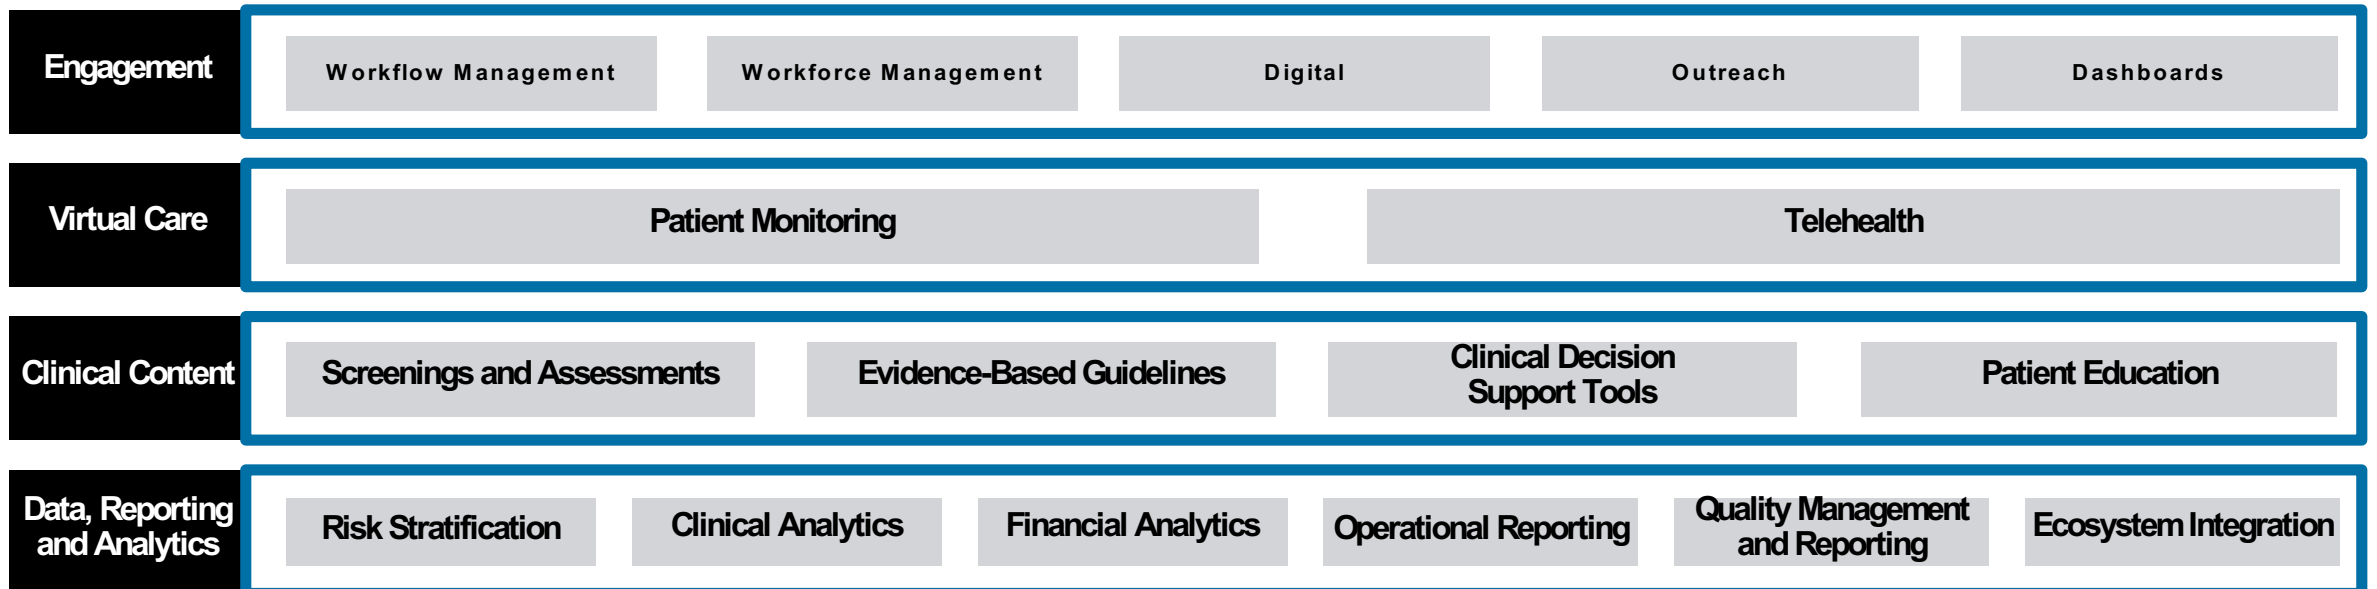 Engagement
Workflow Management
Workforce Management
Digital
Outreach
Dashboards
Virtual Care
Patient Monitoring
Telehealth
Clinical Content
Screenings and Assessments
Evidence-Based Guidelines
Clinical Decision
Support Tools
Patient Education
Data, Reporting
and Analytics
Risk Stratification
Clinical Analytics
Financial Analytics
Operational Reporting
Quality Management
and Reporting
Ecosystem Integration